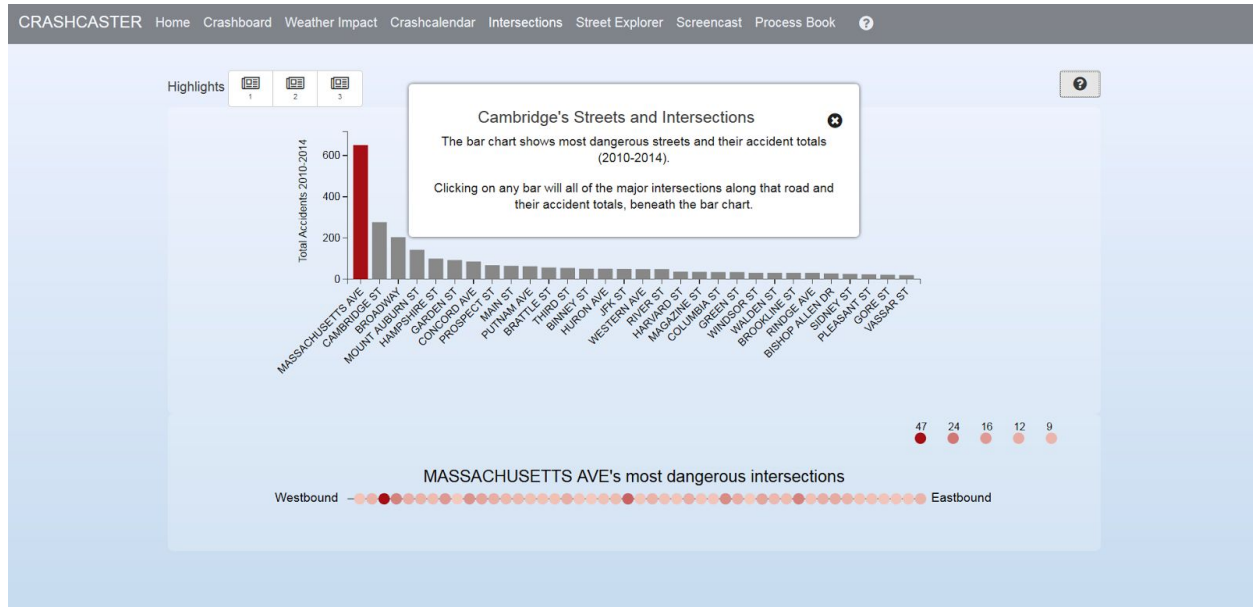 CRASHCASTER Home Crashboard Weather Impact Crashcalendar Intersections Street Explorer Screencast Process Book ?
Highlights
1 2 3
?
Cambridge's Streets and Intersections
The bar chart shows most dangerous streets and their accident totals
(2010-2014).
Clicking on any bar will all of the major intersections along that road and
their accident totals, beneath the bar chart.
Total Accidents 2010-2014
600
400
200
0
MASSACHUSETTS AVE
CAMBRIDGE ST
BROADWAY
MOUNT AUBURN ST
HAMPSHIRE ST
GARDEN ST
CONCORD AVE
PROSPECT ST
MAIN ST
PUTNAM AVE
BRATTLE ST
THIRD ST
BINNEY ST
HURON AVE
JFK ST
WESTERN AVE
RIVER ST
HARVARD ST
MAGAZINE ST
COLUMBIA ST
GREEN ST
WINDSOR ST
WALDEN ST
BROOKLINE ST
RINDGE AVE
BISHOP ALLEN DR
SIDNEY ST
PLEASANT ST
GORE ST
VASSAR ST
47 24 16 12 9
MASSACHUSETTS AVE's most dangerous intersections
Westbound Eastbound